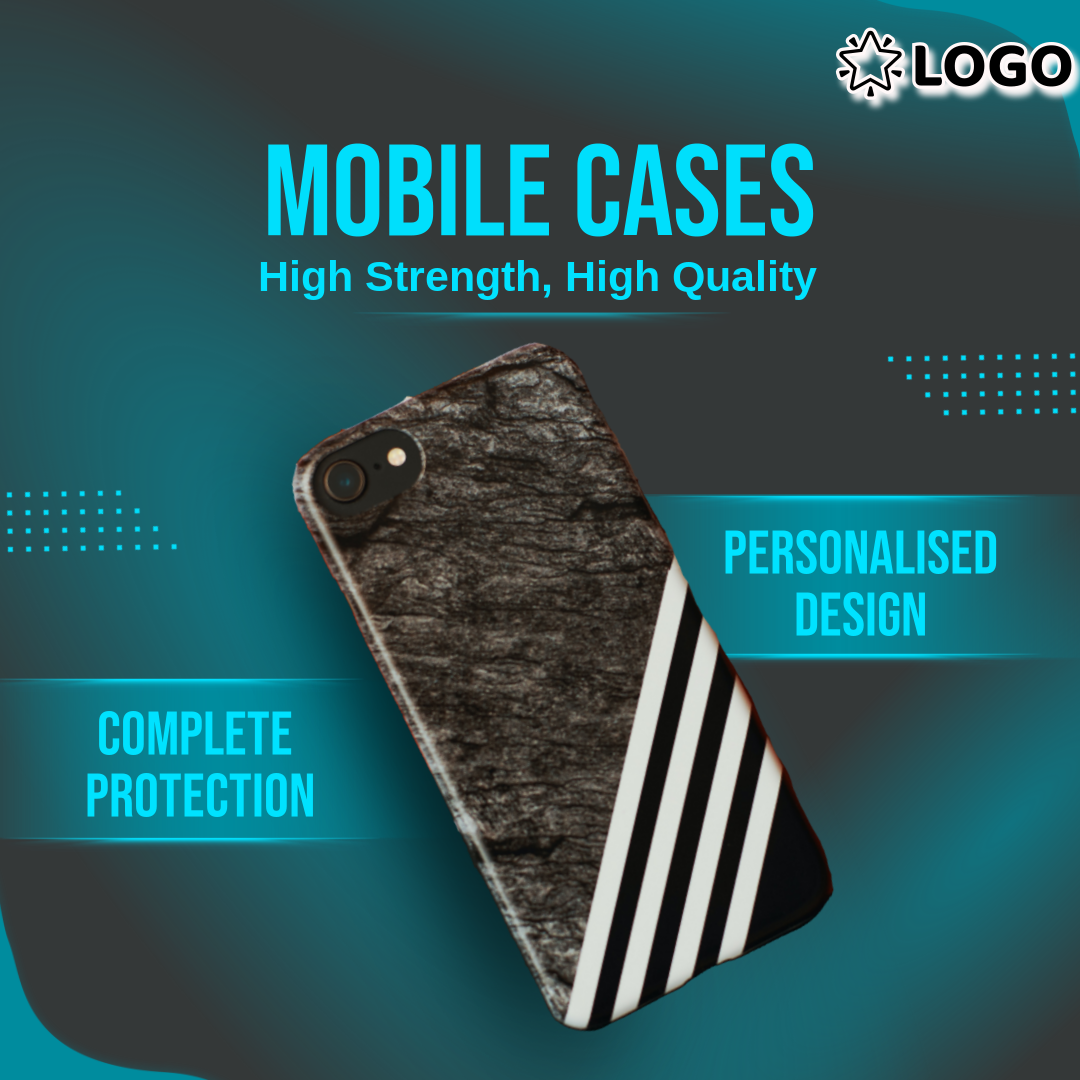 LOGO
MOBILE CASES
High Strength, High Quality
PERSONALISED
DESIGN
COMPLETE
PROTECTION